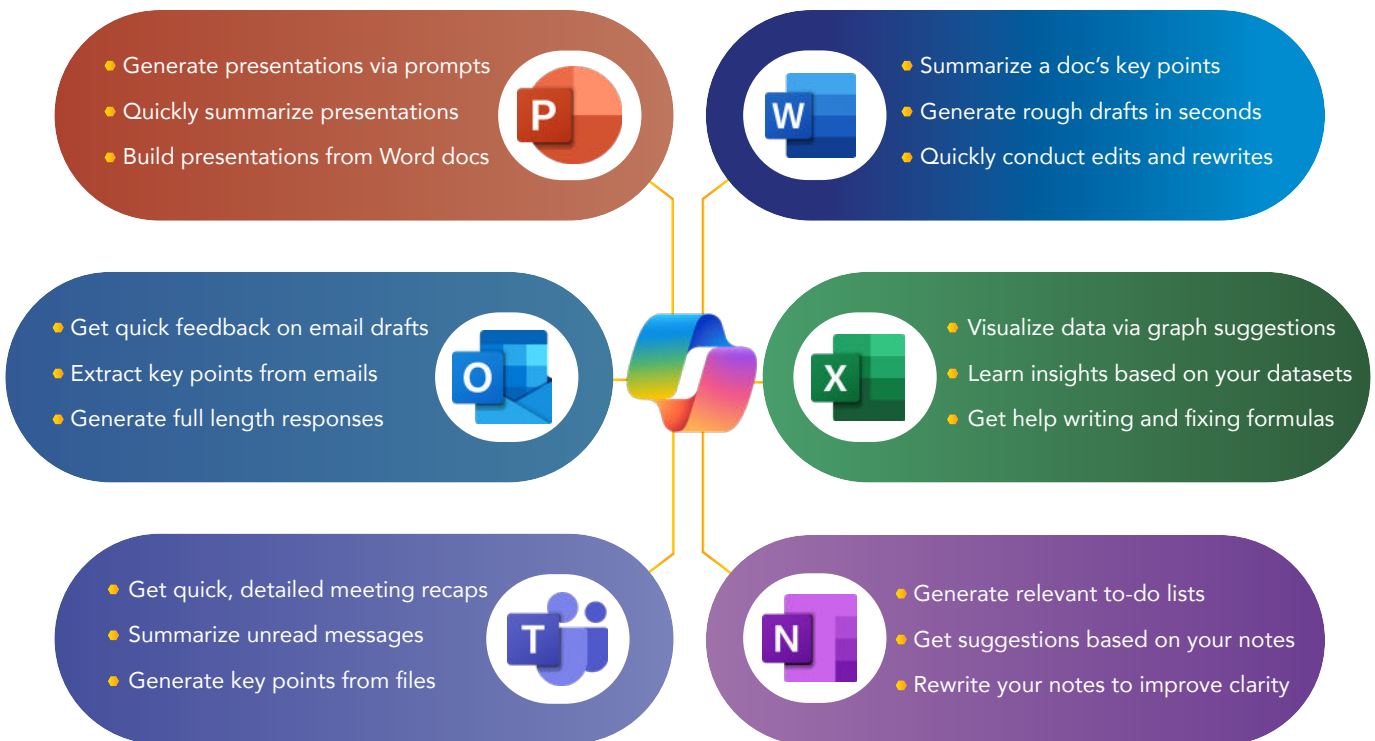 Generate presentations via prompts
Quickly summarize presentations
Build presentations from Word docs
P
W
Summarize a doc’s key points
Generate rough drafts in seconds
Quickly conduct edits and rewrites
Get quick feedback on email drafts
Extract key points from emails
Generate full length responses
O
X
Visualize data via graph suggestions
Learn insights based on your datasets
Get help writing and fixing formulas
Get quick, detailed meeting recaps
Summarize unread messages
Generate key points from files
T
N
Generate relevant to-do lists
Get suggestions based on your notes
Rewrite your notes to improve clarity